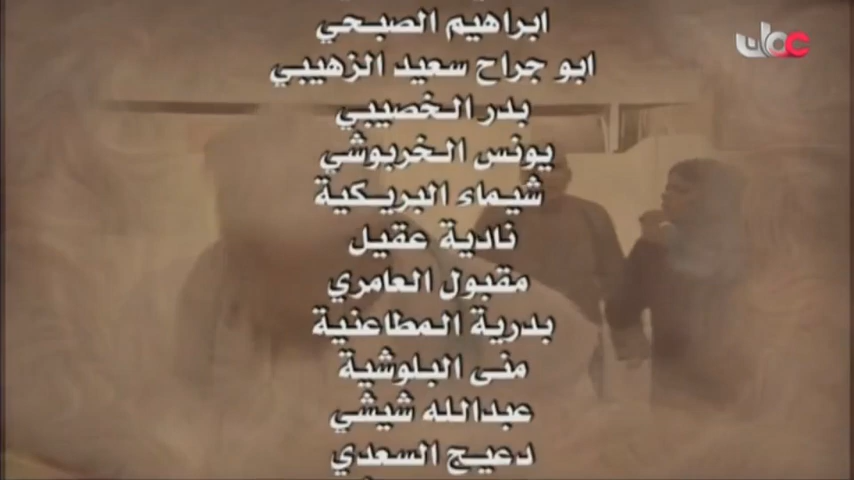 عمان
ابراهيم الصبحي
ابو جراح سعيد الزهيبي
بدر الخصيبي
يونس الخربوشي
شيماء البريكية
نادية عقيل
مقبول العامري
بدرية المطاعنية
منى البلوشية
عبدالله شيشي
دعيج السعدي